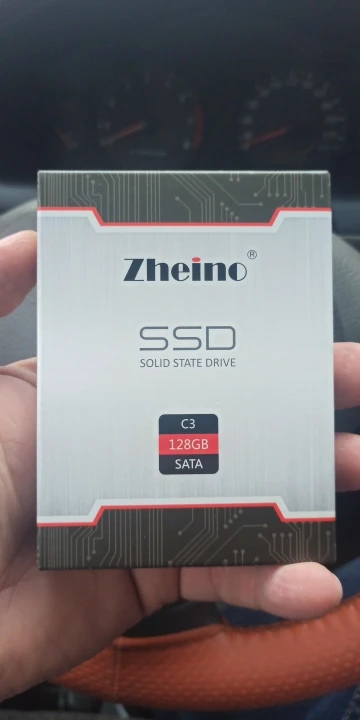 Zheino®
SSD
SOLID STATE DRIVE
C3
128GB
SATA